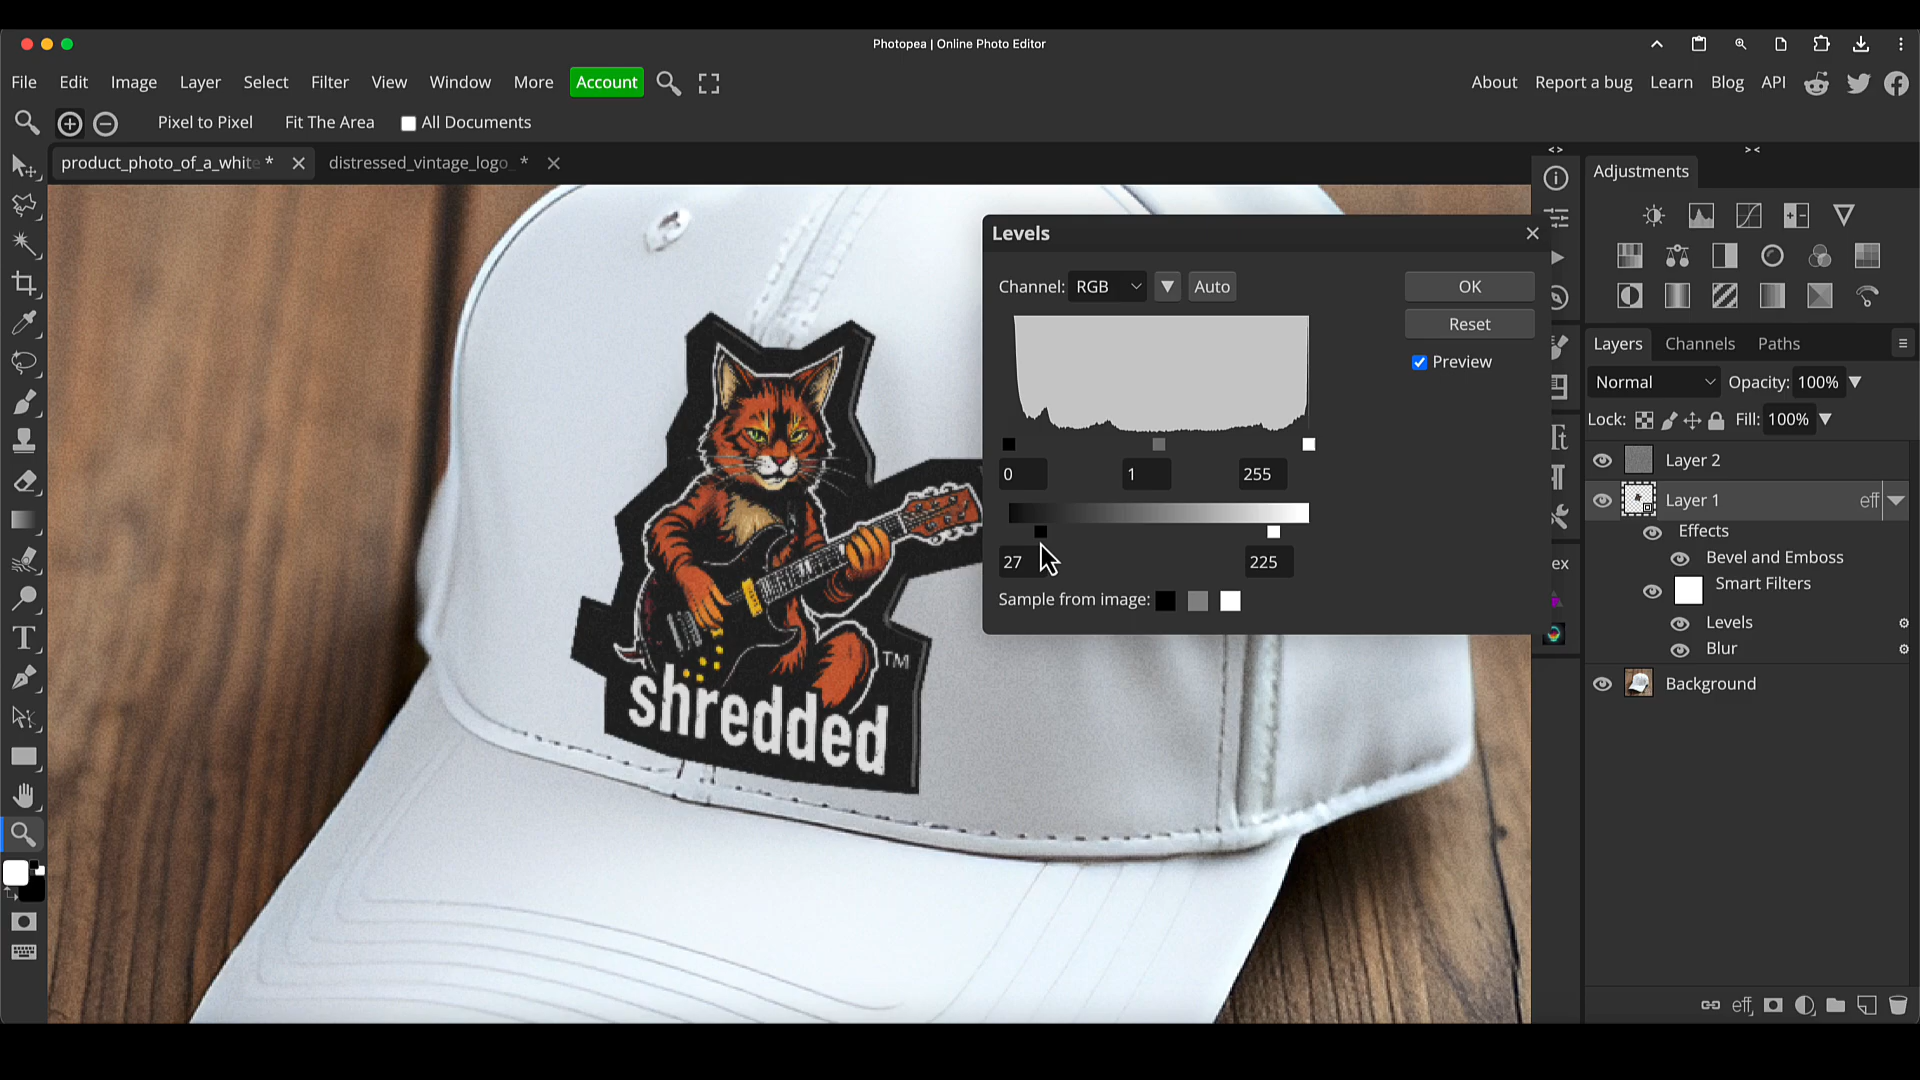 Photopea | Online Photo Editor
File Edit Image Layer Select Filter View Window More Account
About Report a bug Learn Blog API
Pixel to Pixel Fit The Area All Documents
product_photo_of_a_white *
distressed_vintage_logo_ *
Adjustments
Levels
Channel: RGB Auto
OK
Reset
Preview
0 1 255
27 225
Sample from image:
Layers Channels Paths
Normal Opacity: 100%
Lock: Fill: 100%
Layer 2
Layer 1 eff
Effects
Bevel and Emboss
Smart Filters
Levels
Blur
Background
TM
shredded
eff